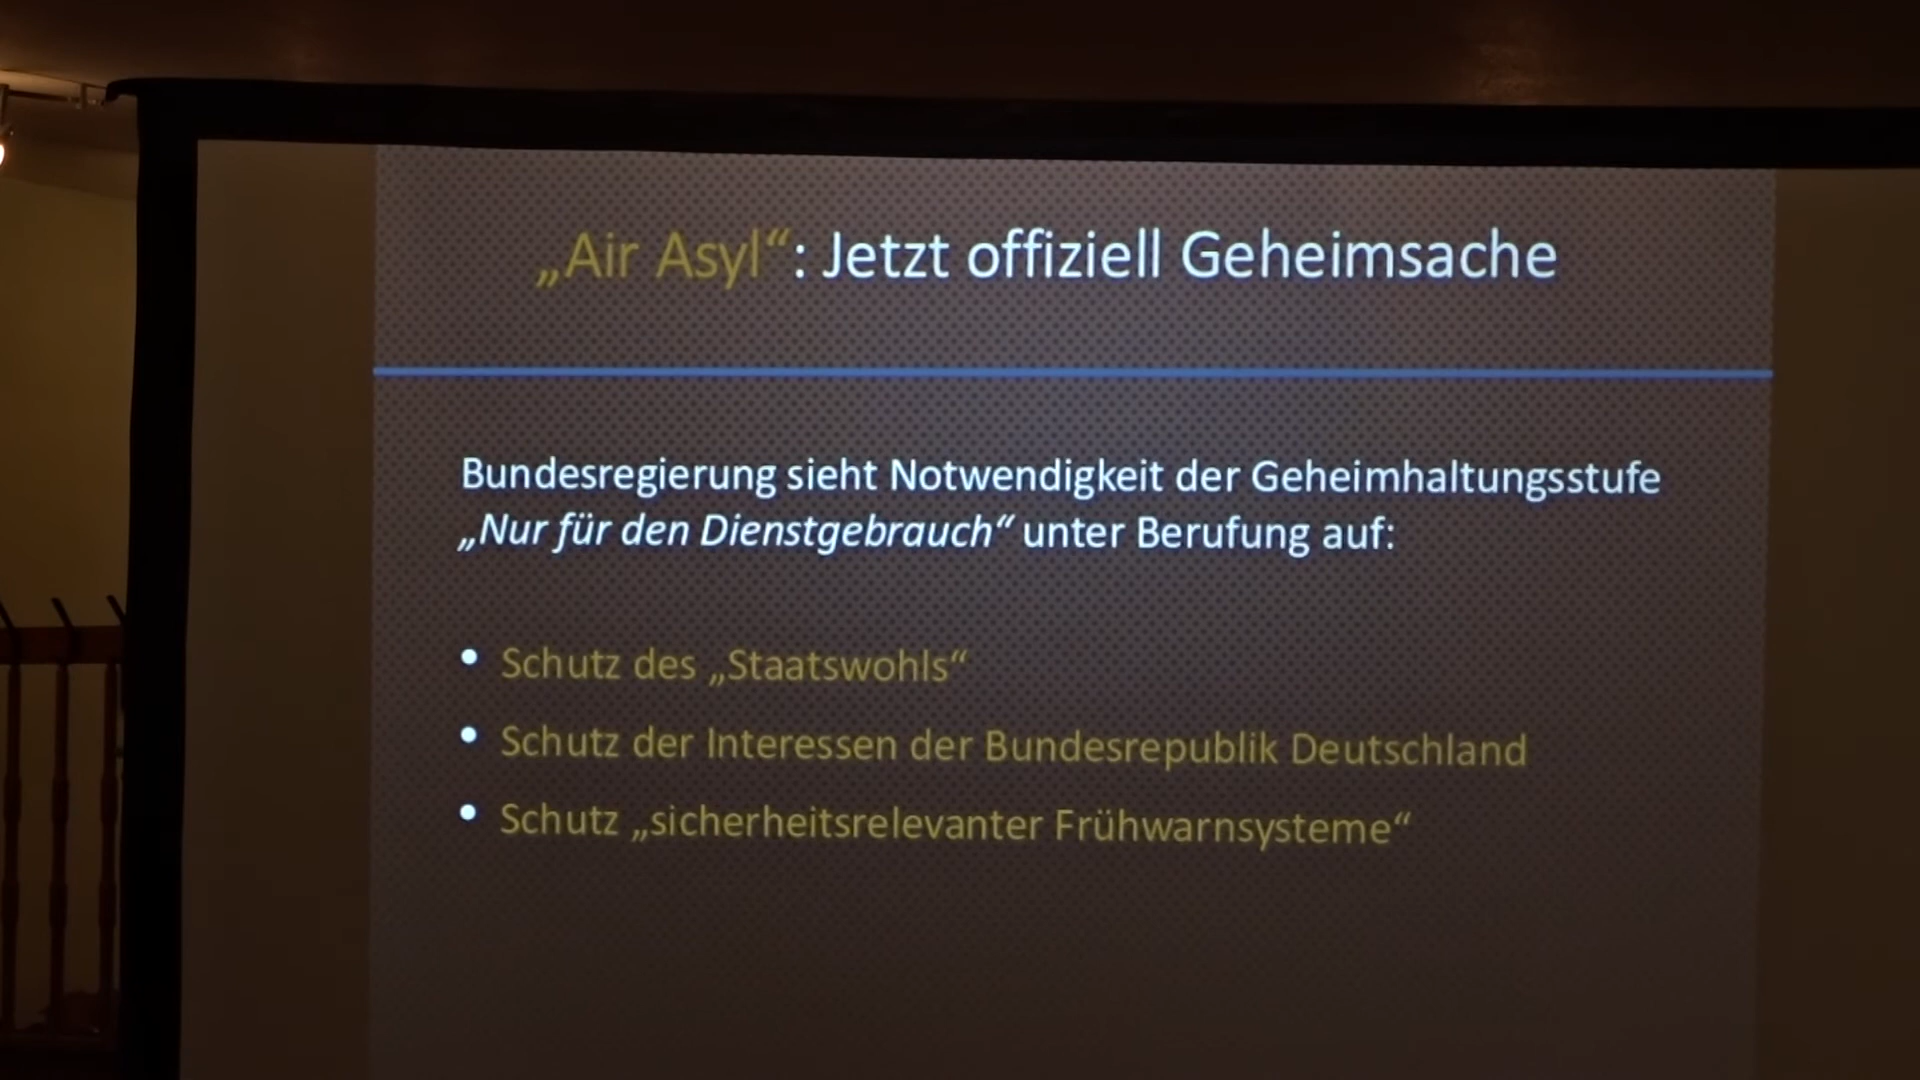 „Air Asyl“: Jetzt offiziell Geheimsache
Bundesregierung sieht Notwendigkeit der Geheimhaltungsstufe
„Nur für den Dienstgebrauch“ unter Berufung auf:
• Schutz des „Staatswohls“
• Schutz der Interessen der Bundesrepublik Deutschland
• Schutz „sicherheitsrelevanter Frühwarnsysteme“